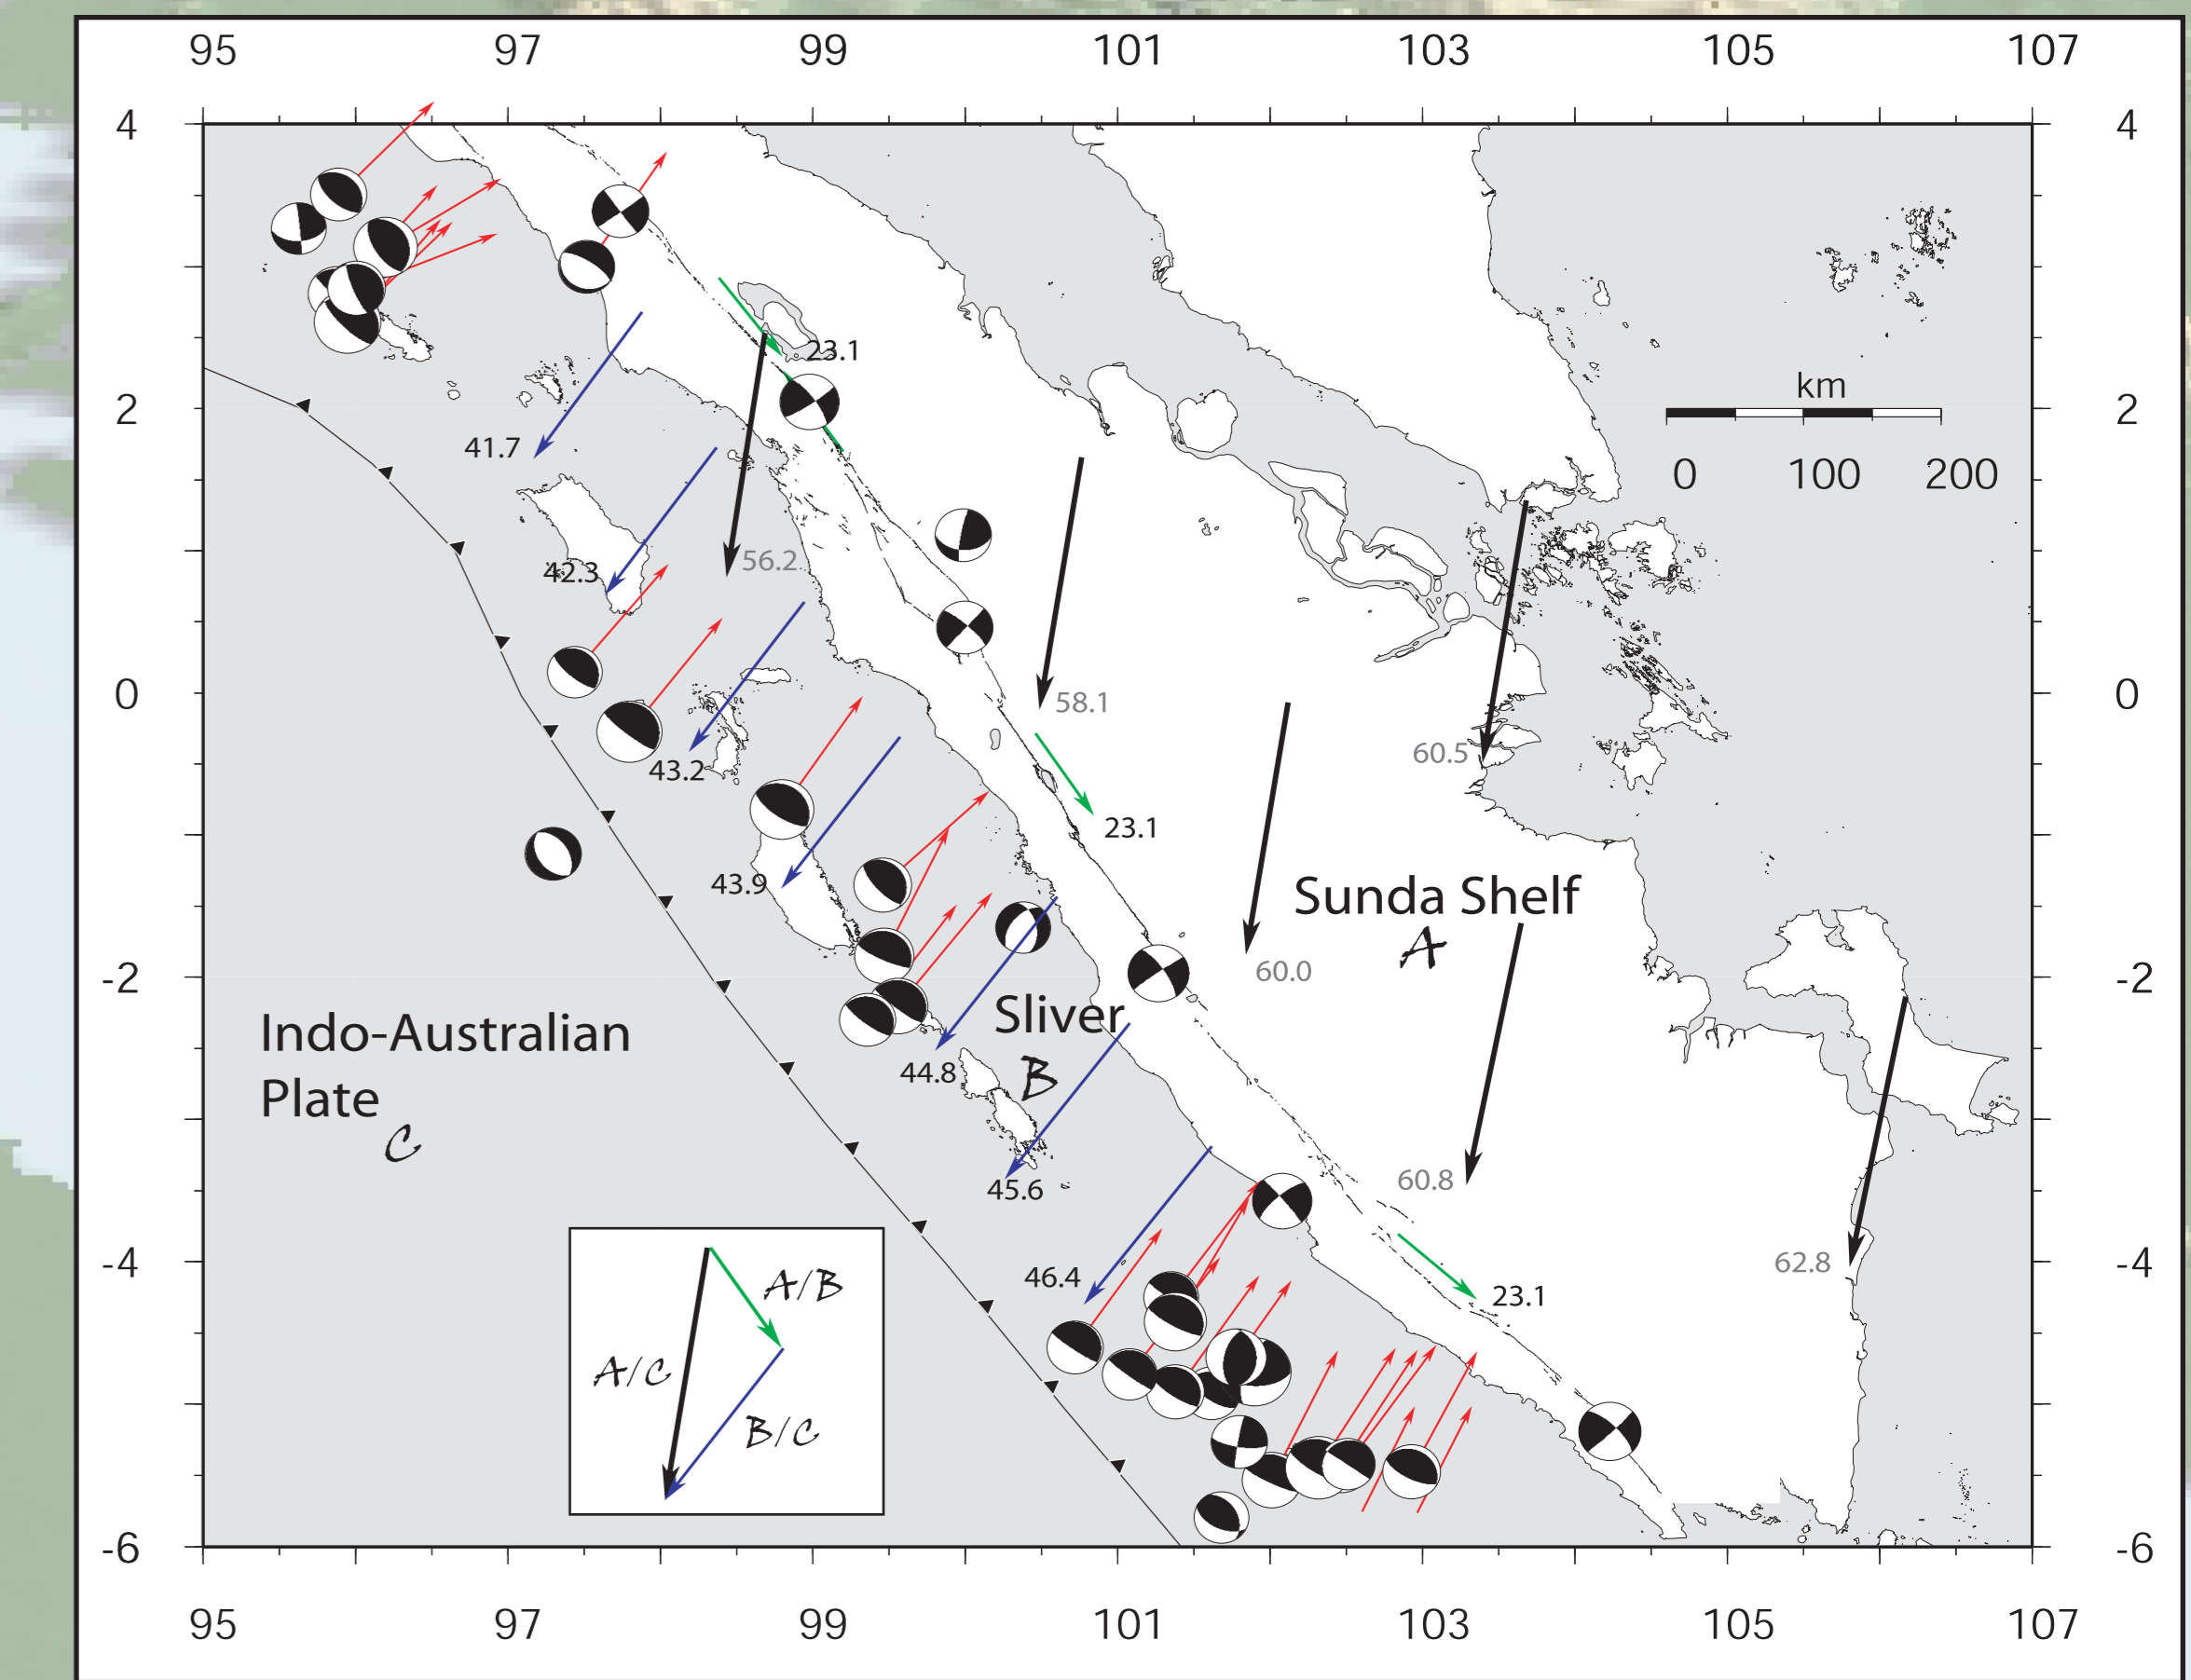 95 97 99 101 103 105 107
4 4
23.1
km
2 2
41.7
0 100 200
56.2
42.3
0 0
58.1
60.5
43.2
23.1
43.9
Sunda Shelf
A
60.0
-2 -2
Sliver
Indo-Australian
44.8
B
Plate
C
60.8
45.6
-4 -4
62.8
46.4
23.1
A/B
A/C
B/C
-6 -6
95 97 99 101 103 105 107